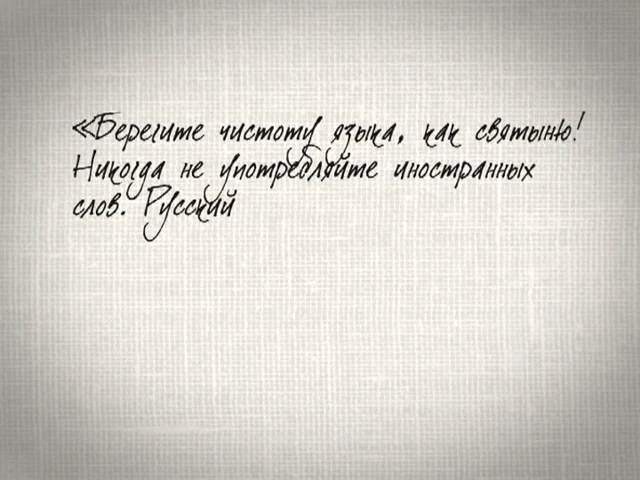 «Берегите чистоту языка, как святыню!
Никогда не употребляйте иностранных
слов. Русский